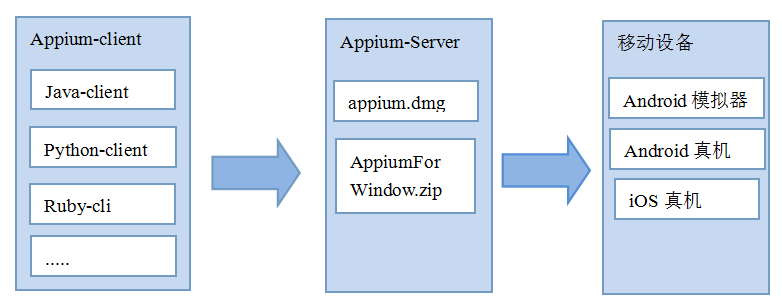 Appium-client
Java-client
Python-client
Ruby-cli
.....
Appium-Server
appium.dmg
AppiumFor
Window.zip
移动设备
Android 模拟器
Android 真机
iOS 真机